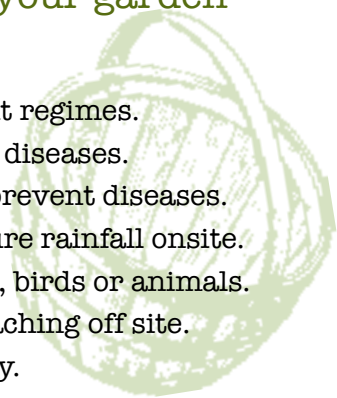 your garden
t regimes.
diseases.
prevent diseases.
ure rainfall onsite.
, birds or animals.
ching off site.
y.